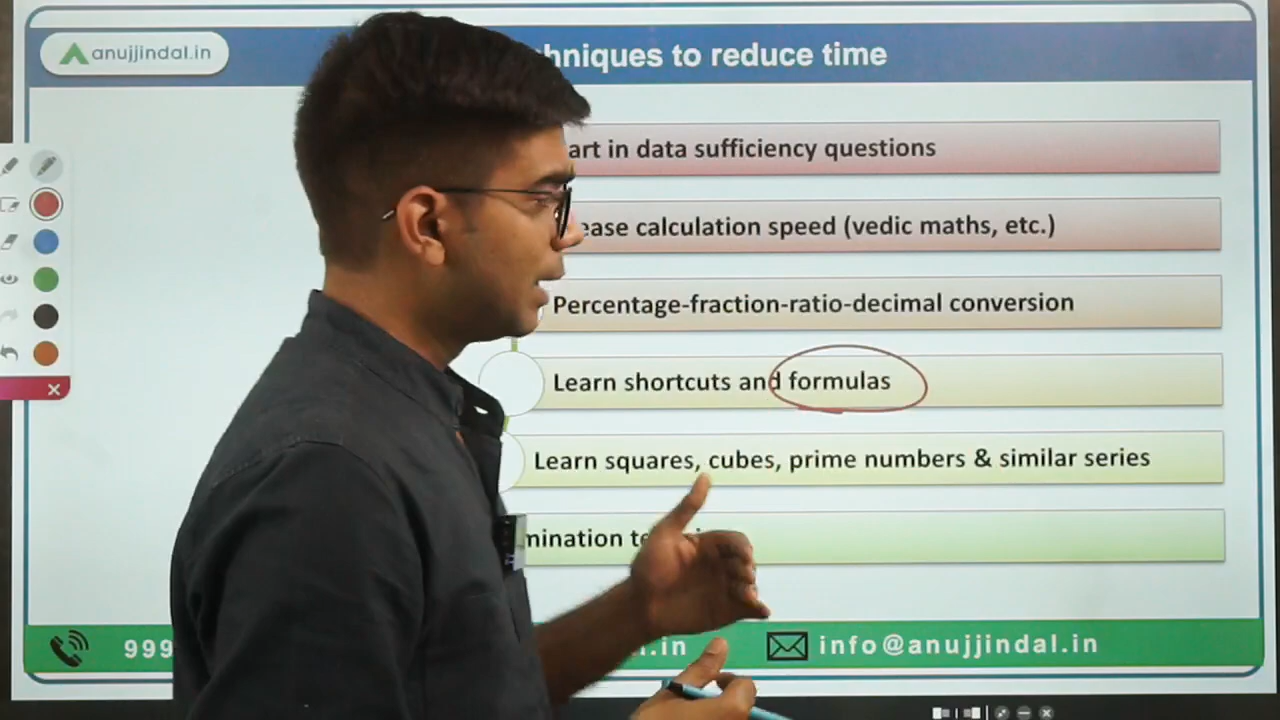 anujjindal.in
hniques to reduce time
art in data sufficiency questions
ease calculation speed (vedic maths, etc.)
Percentage-fraction-ratio-decimal conversion
Learn shortcuts and formulas
Learn squares, cubes, prime numbers & similar series
mination
999
.in
info@anujjindal.in